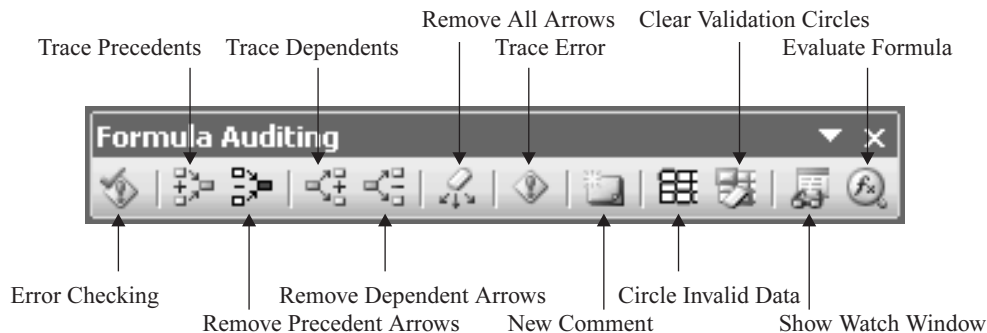 Remove All Arrows Clear Validation Circles
Trace Precedents Trace Dependents Trace Error Evaluate Formula
Formula Auditing
Error Checking Remove Dependent Arrows Circle Invalid Data
Remove Precedent Arrows New Comment Show Watch Window